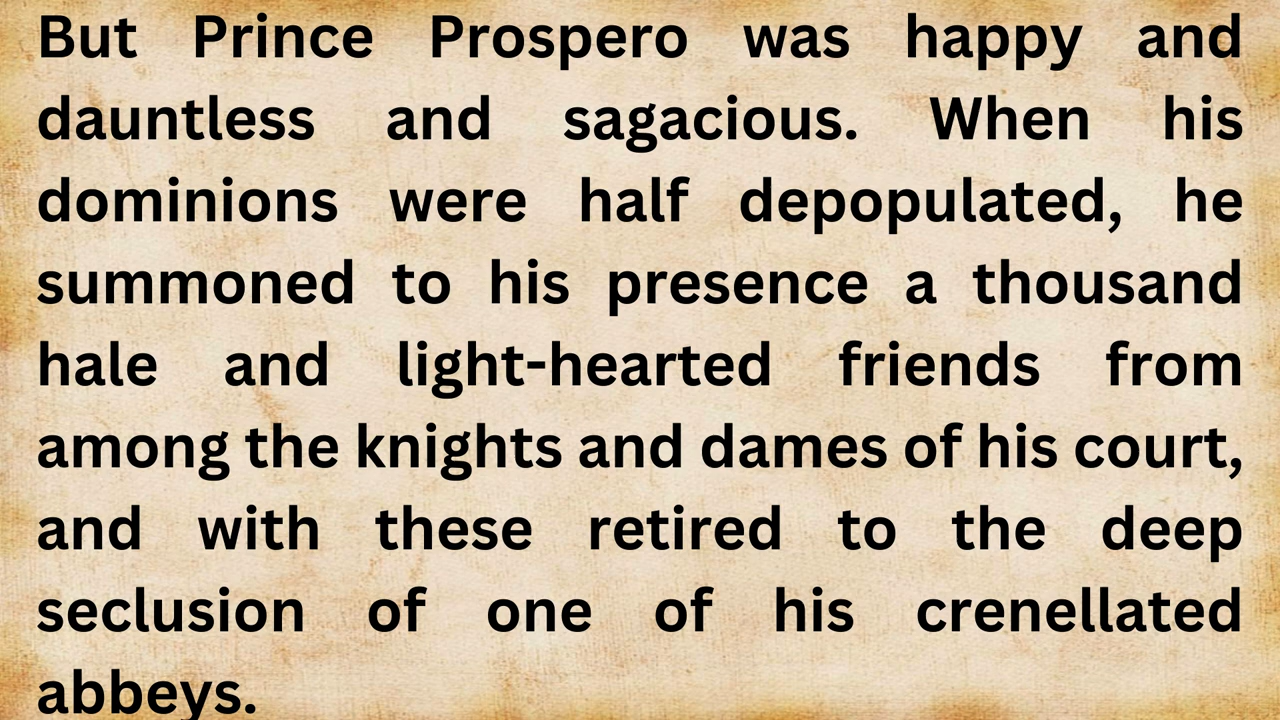 But Prince Prospero was happy and
dauntless and sagacious. When his
dominions were half depopulated, he
summoned to his presence a thousand
hale and light-hearted friends from
among the knights and dames of his court,
and with these retired to the deep
seclusion of one of his crenellated
abbeys.